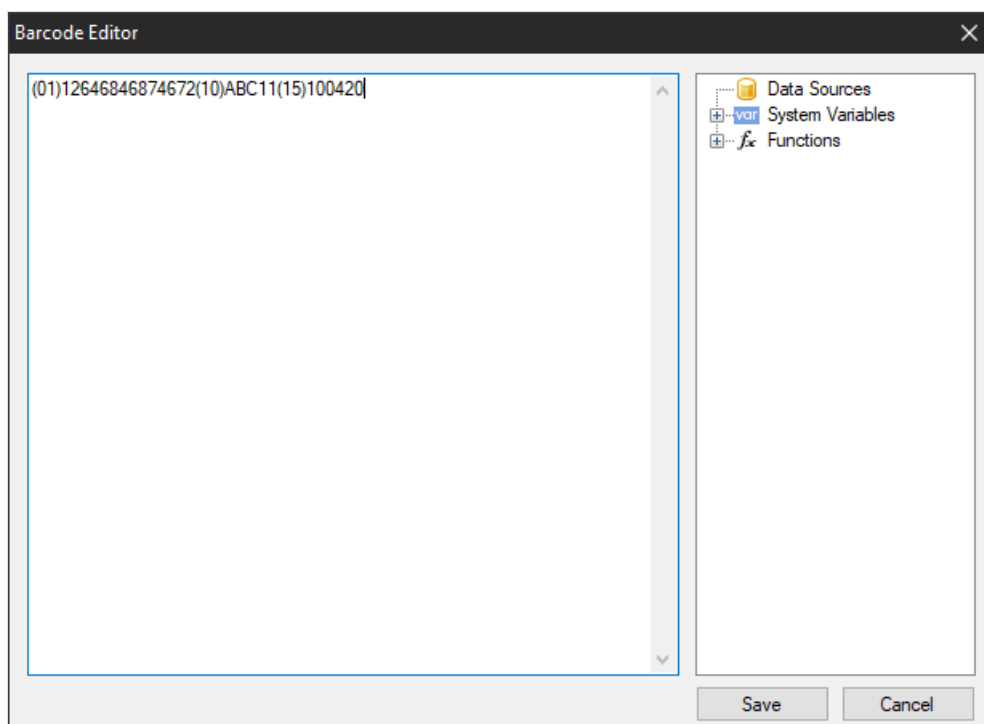 Barcode Editor
(01)12646846874672(10)ABC11(15)100420
Data Sources
var System Variables
fx Functions
Save
Cancel